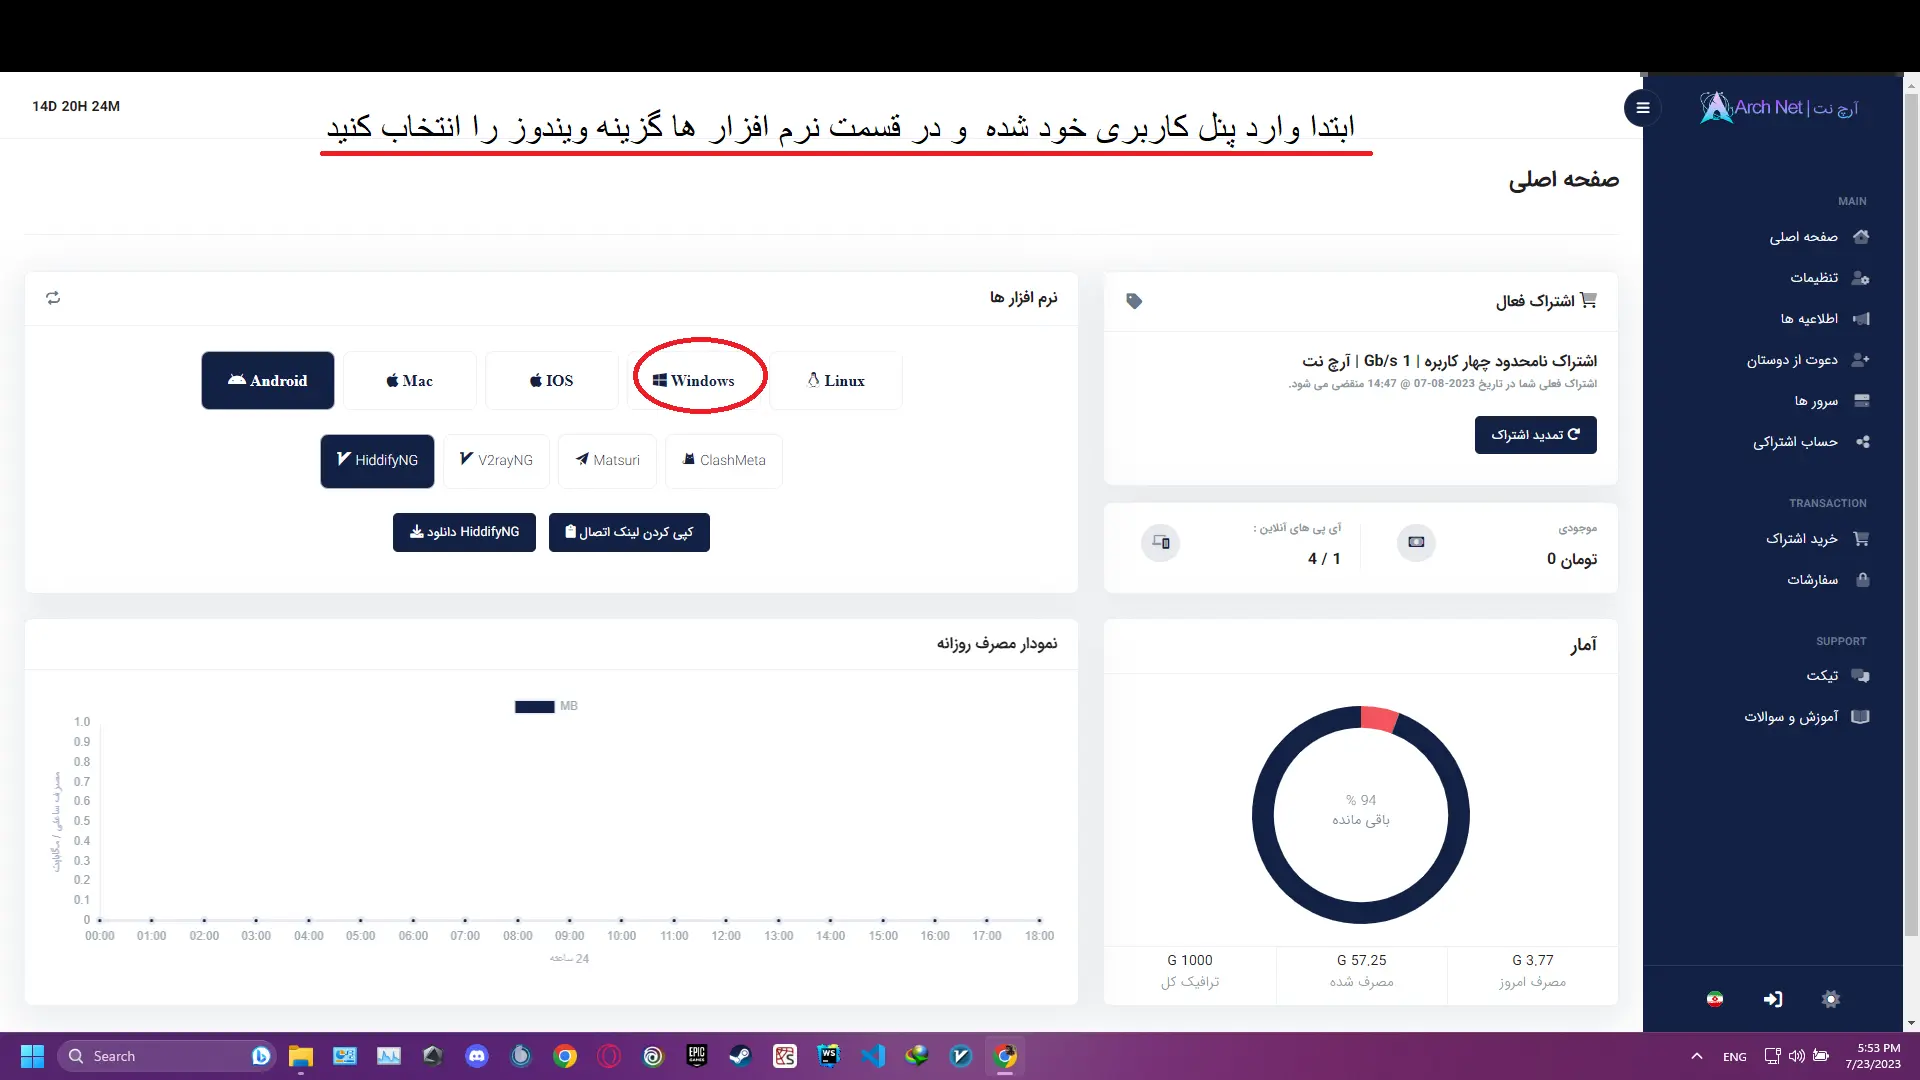 14D 20H 24M
ابتدا وارد پنل کاربری خود شده و در قسمت نرم افزار ها گزینه ویندوز را انتخاب کنید
Arch Net | آرچ نت
صفحه اصلی
MAIN
صفحه اصلی
تنظیمات
اطلاعیه ها
دعوت از دوستان
سرور ها
حساب اشتراکی
TRANSACTION
خرید اشتراک
سفارشات
SUPPORT
تیکت
آموزش و سوالات
اشتراک فعال
اشتراک نامحدود چهار کاربره | 1 Gb/s | آرچ نت
اشتراک فعلی شما در تاریخ 2023-08-07 @ 14:47 منقضی می شود.
تمدید اشتراک
موجودی
0 تومان
آی پی های آنلاین :
4 / 1
نرم افزار ها
Android
Mac
IOS
Windows
Linux
HiddifyNG
V2rayNG
Matsuri
ClashMeta
دانلود HiddifyNG
کپی کردن لینک اتصال
آمار
% 94
باقی مانده
G 3.77
مصرف امروز
G 57.25
مصرف شده
G 1000
ترافیک کل
نمودار مصرف روزانه
MB
1.0
0.9
0.8
0.7
0.6
0.5
0.4
0.3
0.2
0.1
0
مصرف ساعتی / مگابایت
00:00 01:00 02:00 03:00 04:00 05:00 06:00 07:00 08:00 09:00 10:00 11:00 12:00 13:00 14:00 15:00 16:00 17:00 18:00
24 ساعته
Search
EPIC GAMES
WS
ENG
5:53 PM
7/23/2023